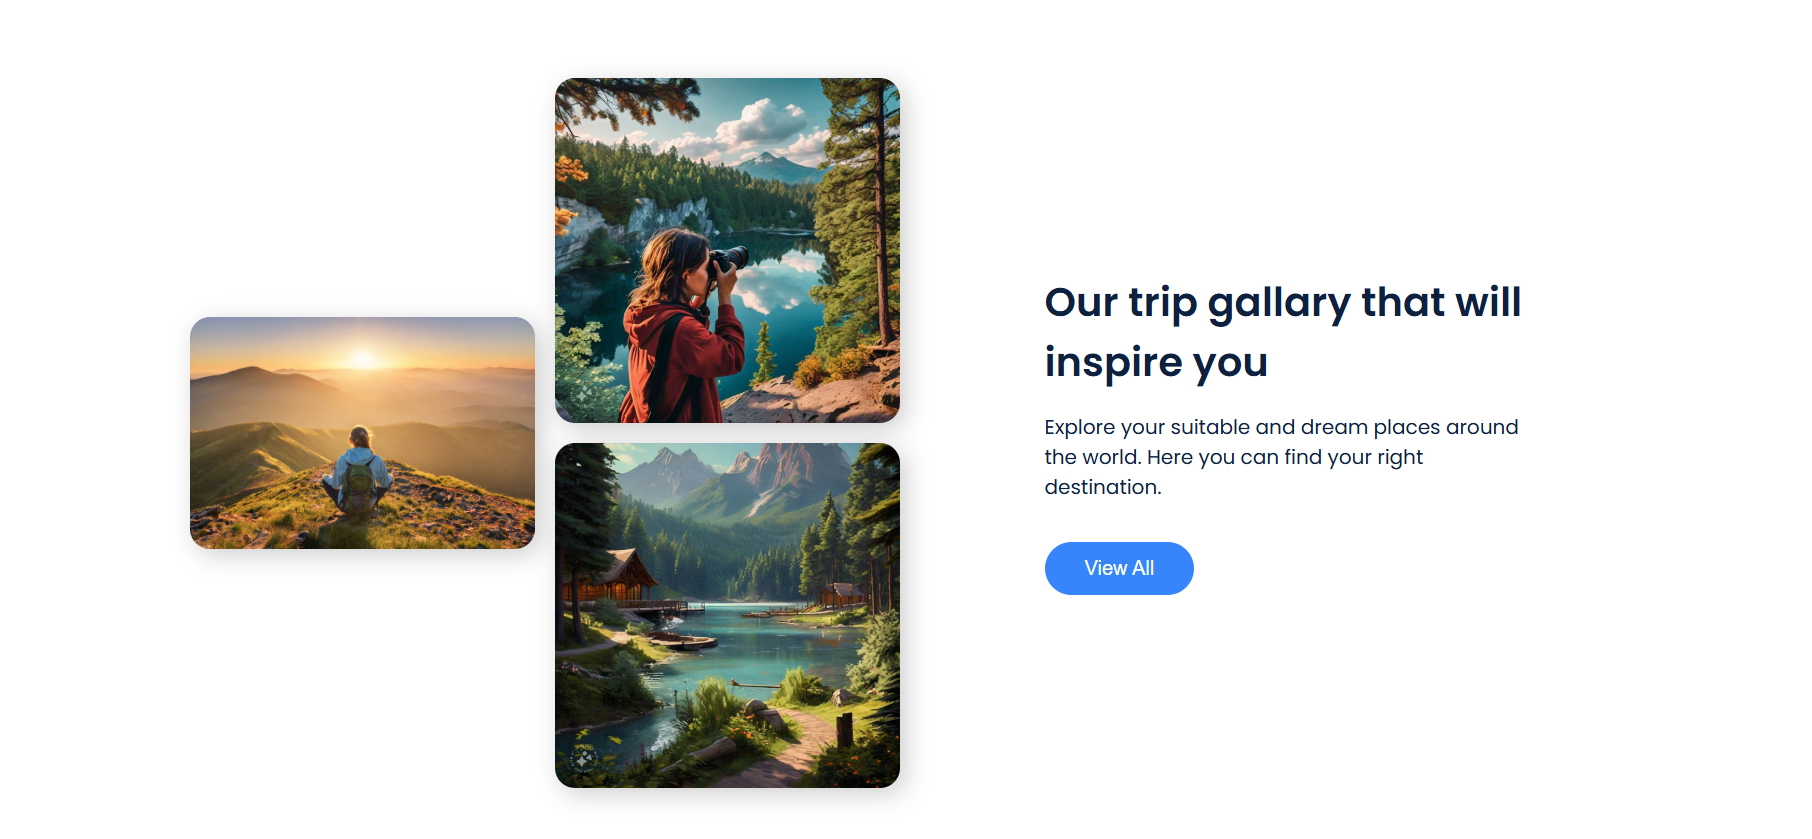 Our trip gallary that will
inspire you
Explore your suitable and dream places around
the world. Here you can find your right
destination.
View All